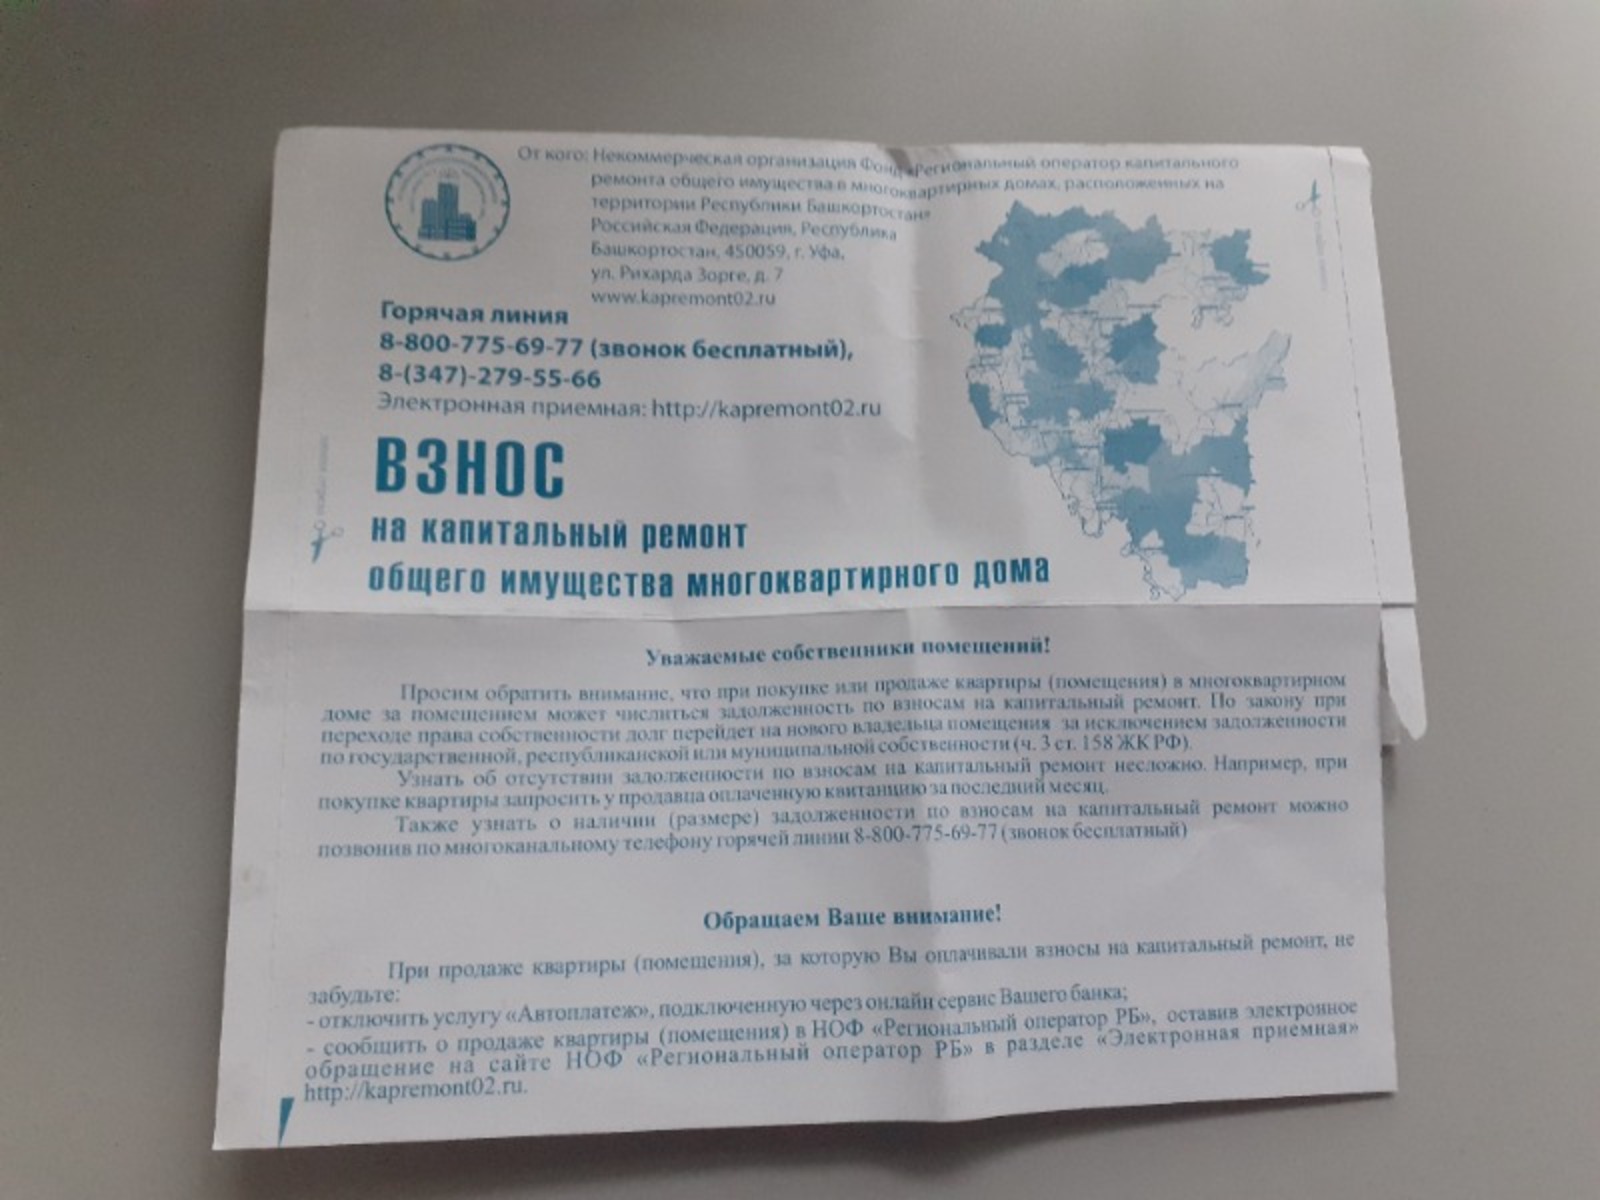 От кого: Некоммерческая организация Фонд «Региональный оператор капитального
ремонта общего имущества в многоквартирных домах, расположенных на
территории Республики Башкортостан»
Российская Федерация, Республика
Башкортостан, 450059, г. Уфа,
ул. Рихарда Зорге, д. 7
www.kapremont02.ru
Горячая линия
8-800-775-69-77 (звонок бесплатный),
8-(347)-279-55-66
Электронная приемная: http://kapremont02.ru
ВЗНОС
на капитальный ремонт
общего имущества многоквартирного дома
Уважаемые собственники помещений!
Просим обратить внимание, что при покупке или продаже квартиры (помещения) в многоквартирном
доме за помещением может числиться задолженность по взносам на капитальный ремонт. По закону при
переходе права собственности долг перейдет на нового владельца помещения за исключением задолженности
по государственной, республиканской или муниципальной собственности (ч. 3 ст. 158 ЖК РФ).
Узнать об отсутствии задолженности по взносам на капитальный ремонт несложно. Например, при
покупке квартиры запросить у продавца оплаченную квитанцию за последний месяц.
Также узнать о наличии (размере) задолженности по взносам на капитальный ремонт можно
позвонив по многоканальному телефону горячей линии 8-800-775-69-77 (звонок бесплатный)
Обращаем Ваше внимание!
При продаже квартиры (помещения), за которую Вы оплачивали взносы на капитальный ремонт, не
забудьте:
- отключить услугу «Автоплатеж», подключенную через онлайн сервис Вашего банка;
- сообщить о продаже квартиры (помещения) в НОФ «Региональный оператор РБ», оставив электронное
обращение на сайте НОФ «Региональный оператор РБ» в разделе «Электронная приемная»
http://kapremont02.ru.